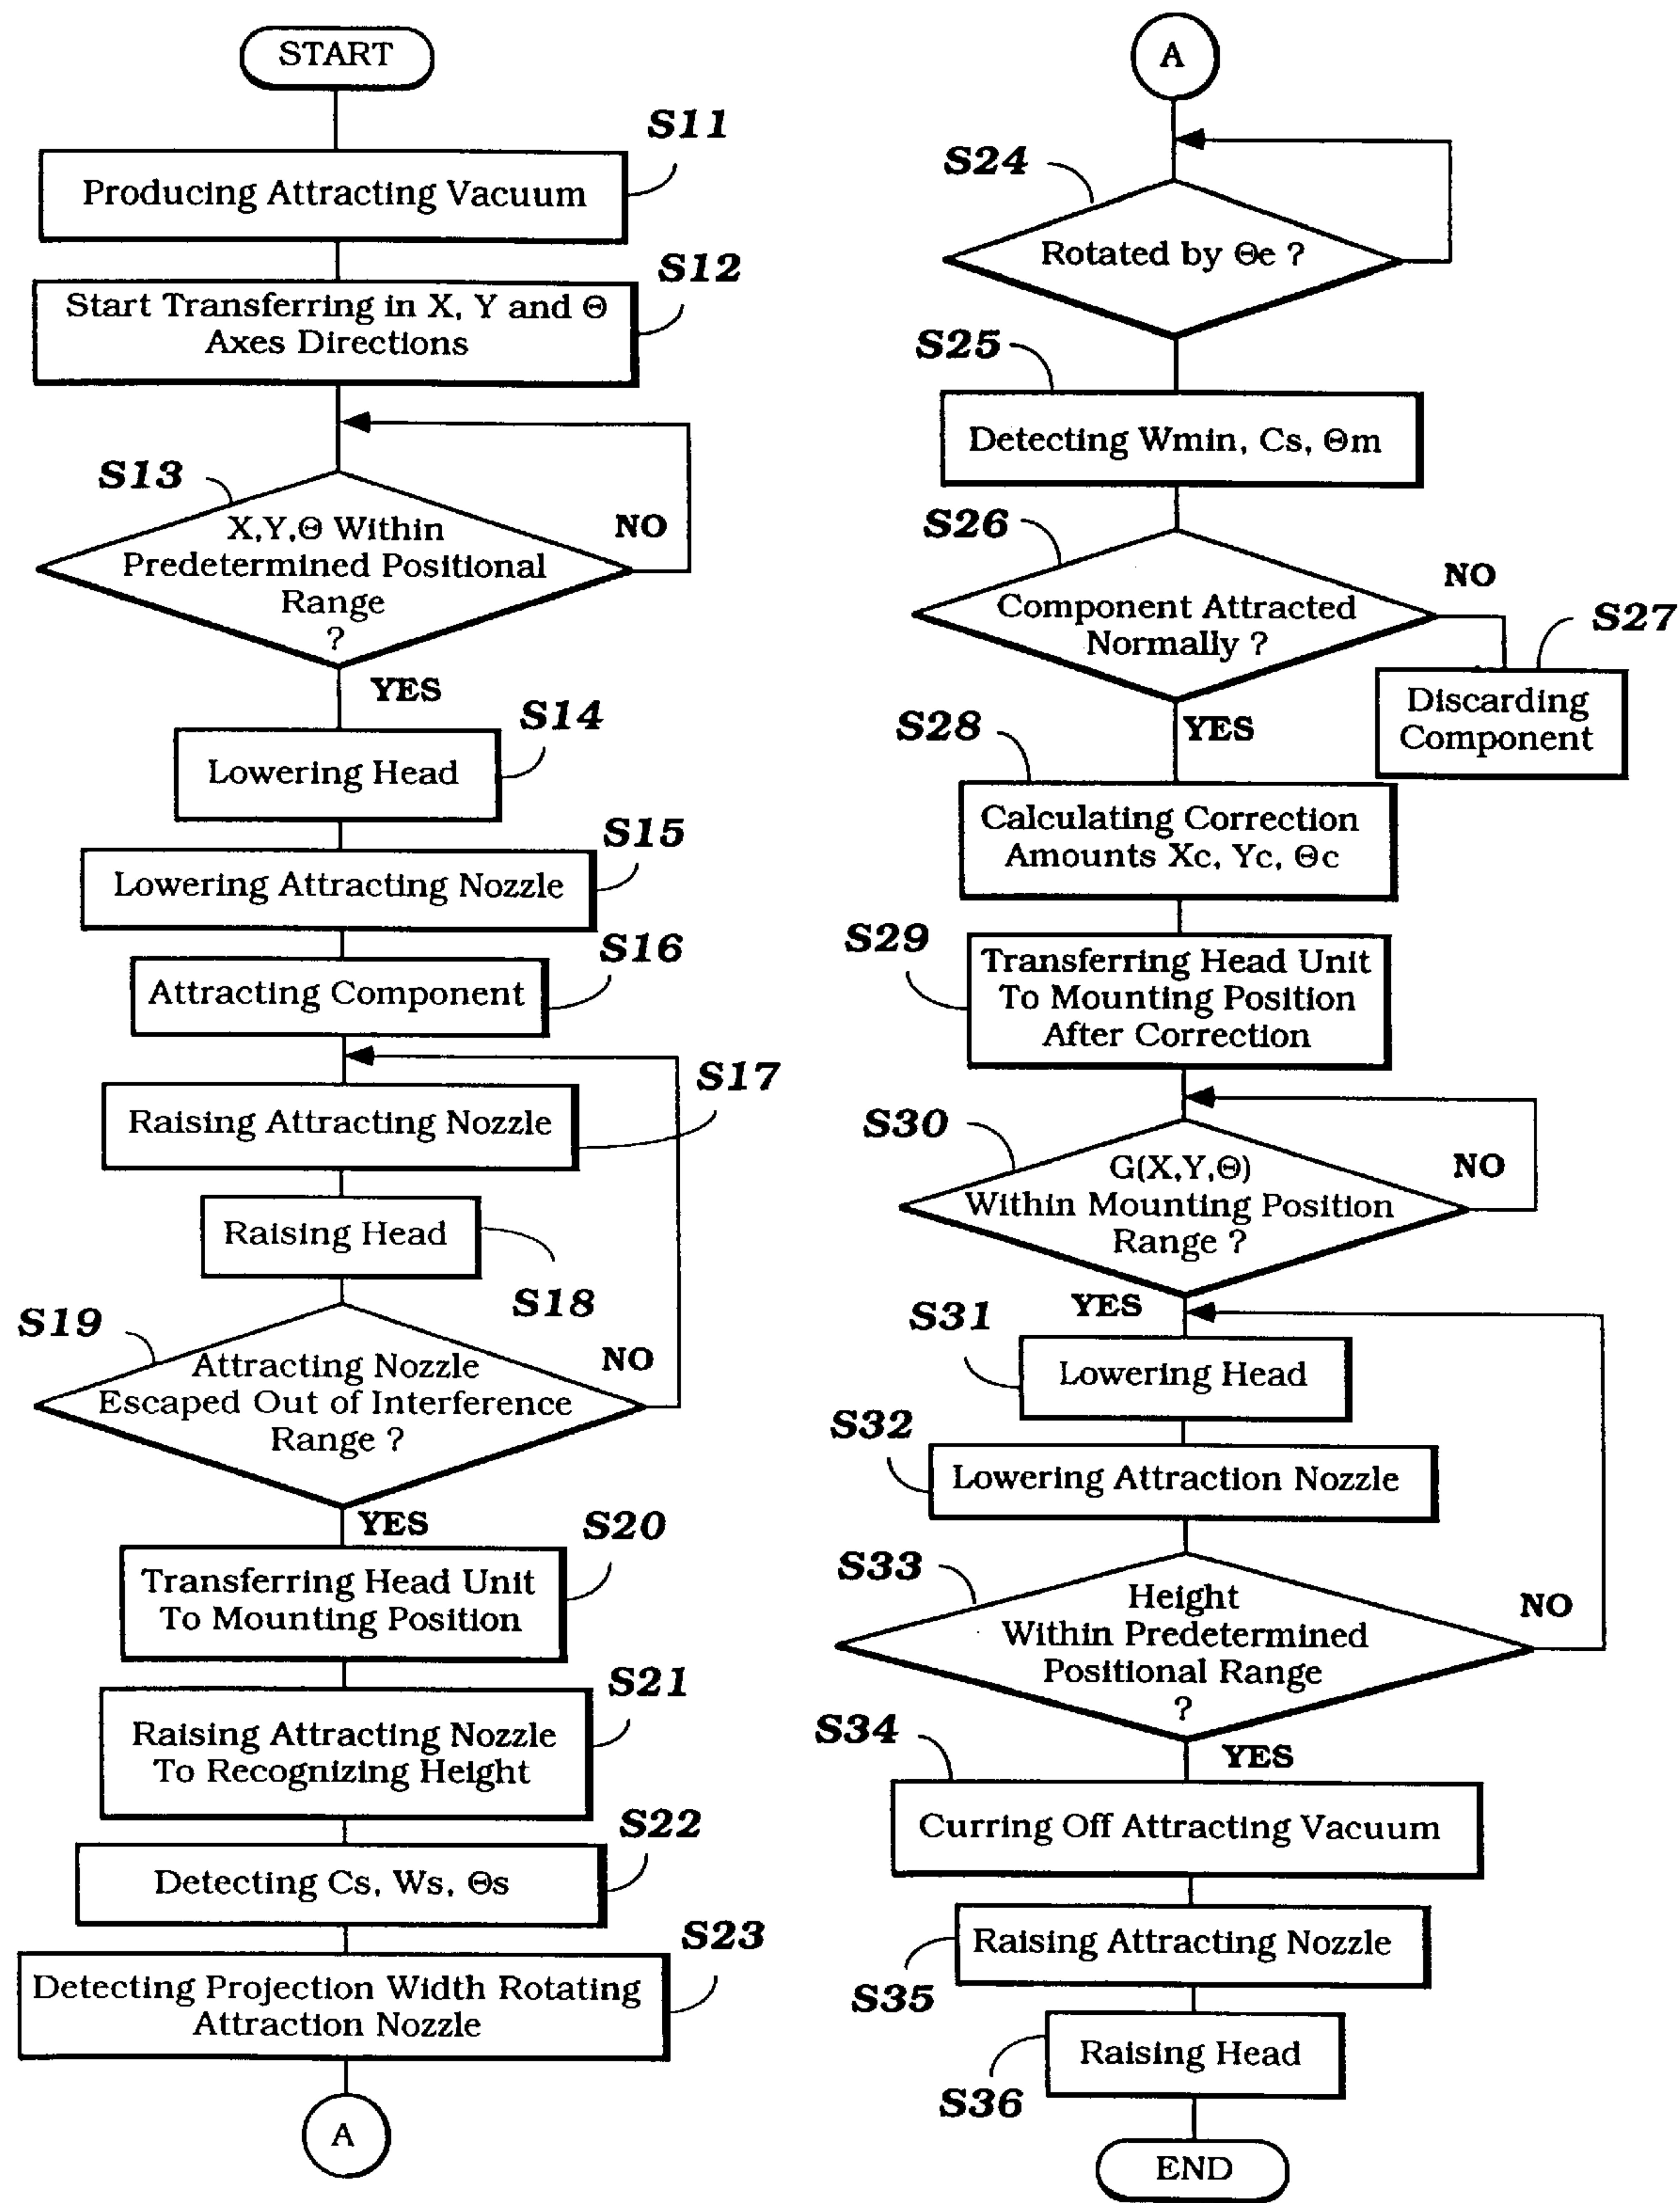 START
S11
Producing Attracting Vacuum
S12
Start Transferring in X, Y and Θ
Axes Directions
S13
X,Y,Θ Within
Predetermined Positional
Range
?
NO
YES
S14
Lowering Head
S15
Lowering Attracting Nozzle
S16
Attracting Component
S17
Raising Attracting Nozzle
Raising Head
S18
S19
Attracting Nozzle
Escaped Out of Interference
Range ?
NO
YES
S20
Transferring Head Unit
To Mounting Position
S21
Raising Attracting Nozzle
To Recognizing Height
S22
Detecting Cs, Ws, Θs
S23
Detecting Projection Width Rotating
Attraction Nozzle
A
A
S24
Rotated by Θe ?
S25
Detecting Wmin, Cs, Θm
S26
Component Attracted
Normally ?
NO
S27
Discarding
Component
YES
S28
Calculating Correction
Amounts Xc, Yc, Θc
S29
Transferring Head Unit
To Mounting Position
After Correction
S30
G(X,Y,Θ)
Within Mounting Position
Range ?
NO
YES
S31
Lowering Head
S32
Lowering Attraction Nozzle
S33
Height
Within Predetermined
Positional Range
?
NO
YES
S34
Curring Off Attracting Vacuum
Raising Attracting Nozzle
S35
Raising Head
S36
END